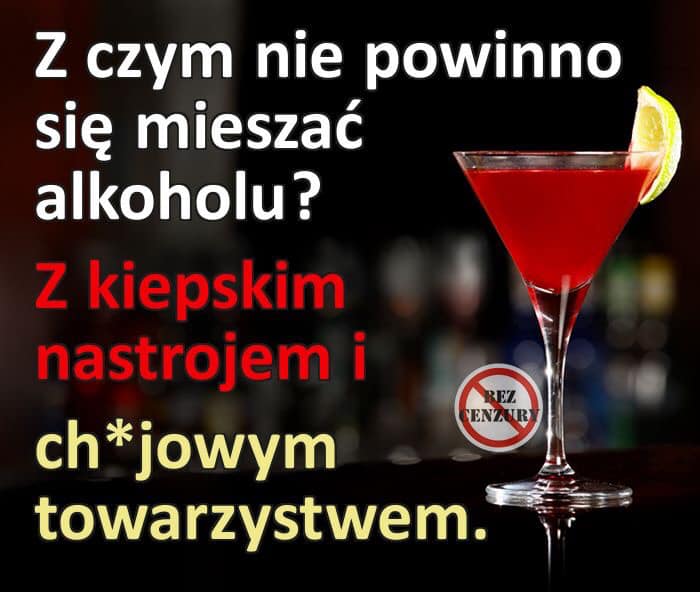 Z czym nie powinno
się mieszać
alkoholu?
Z kiepskim
nastrojem i
ch*jowym
towarzystwem.
BEZ
CENZURY